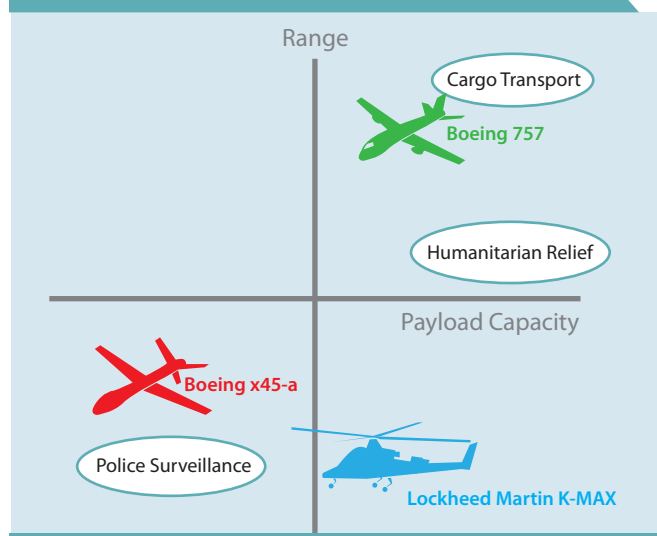 Range
Cargo Transport
Boeing 757
Humanitarian Relief
Payload Capacity
Boeing x45-a
Police Surveillance
Lockheed Martin K-MAX